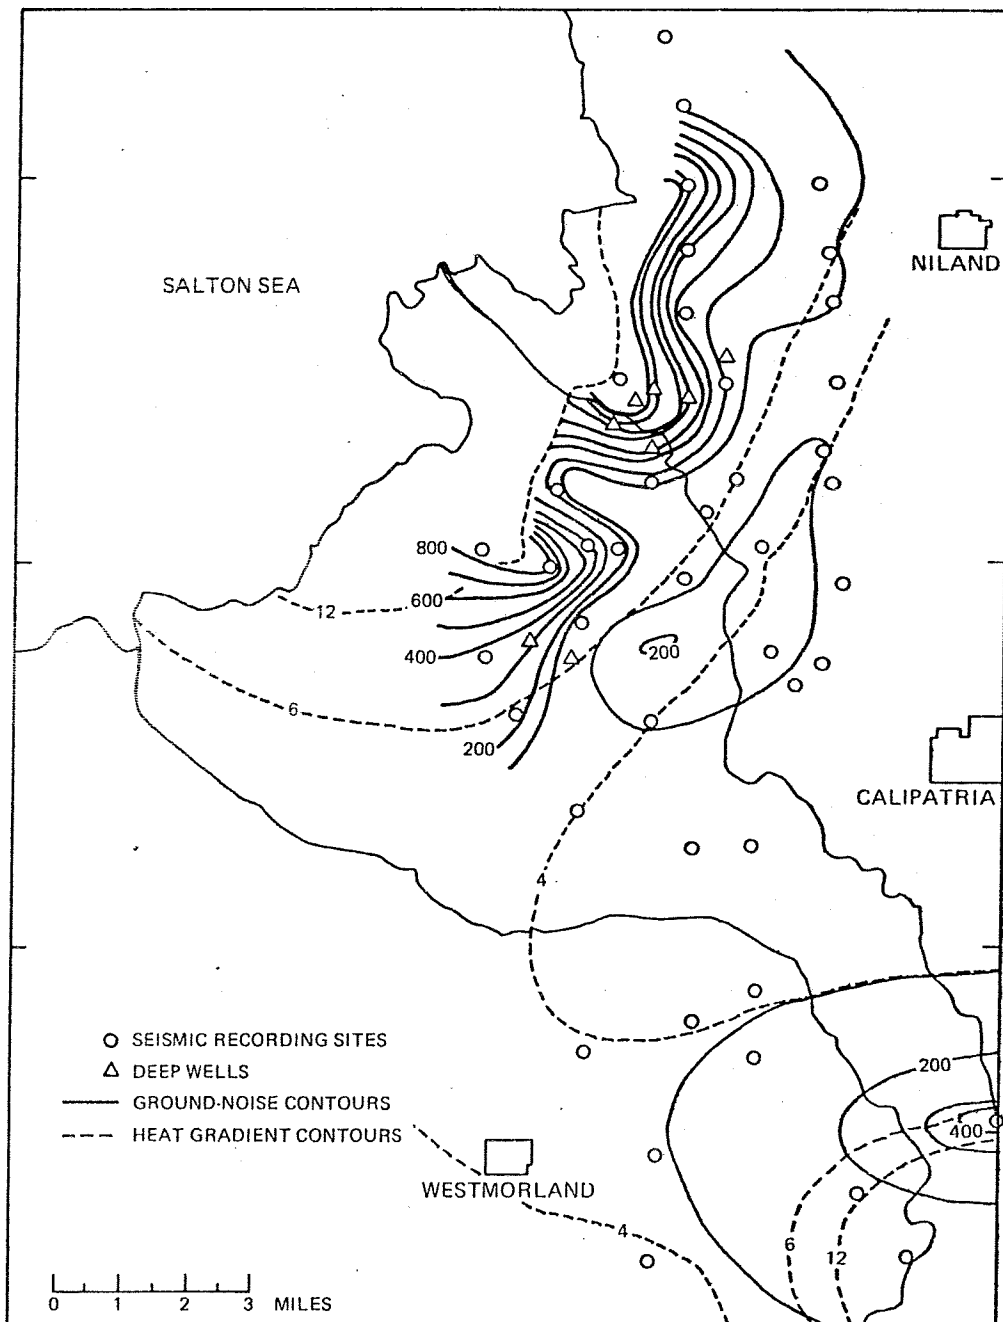 NILAND
SALTON SEA
800
12
600
400
200
6
200
CALIPATRIA
4
SEISMIC RECORDING SITES
DEEP WELLS
GROUND-NOISE CONTOURS
HEAT GRADIENT CONTOURS
200
400
WESTMORLAND
4
6
12
0 1 2 3 MILES